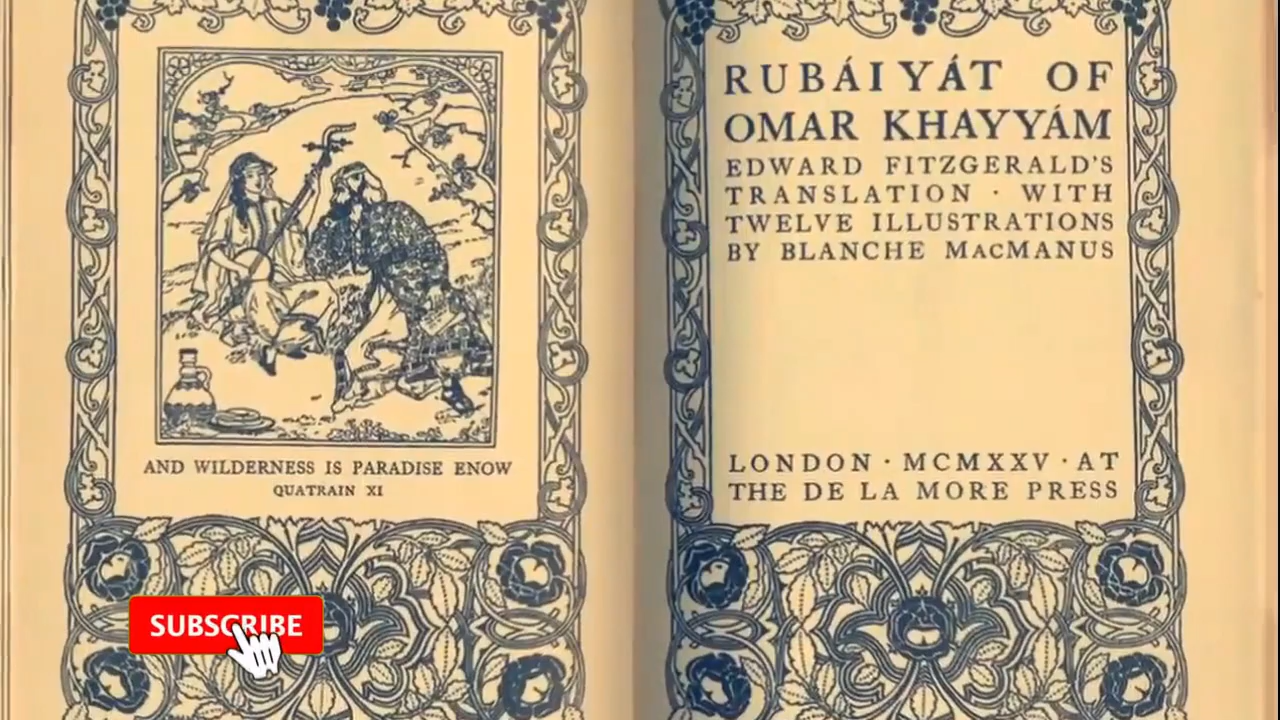 AND WILDERNESS IS PARADISE ENOW
QUATRAIN XI
RUBÁIYÁT OF
OMAR KHAYYÁM
EDWARD FITZGERALD'S
TRANSLATION · WITH
TWELVE ILLUSTRATIONS
BY BLANCHE MACMANUS
LONDON · MCMXXV · AT
THE DE LA MORE PRESS
SUBSCRIBE